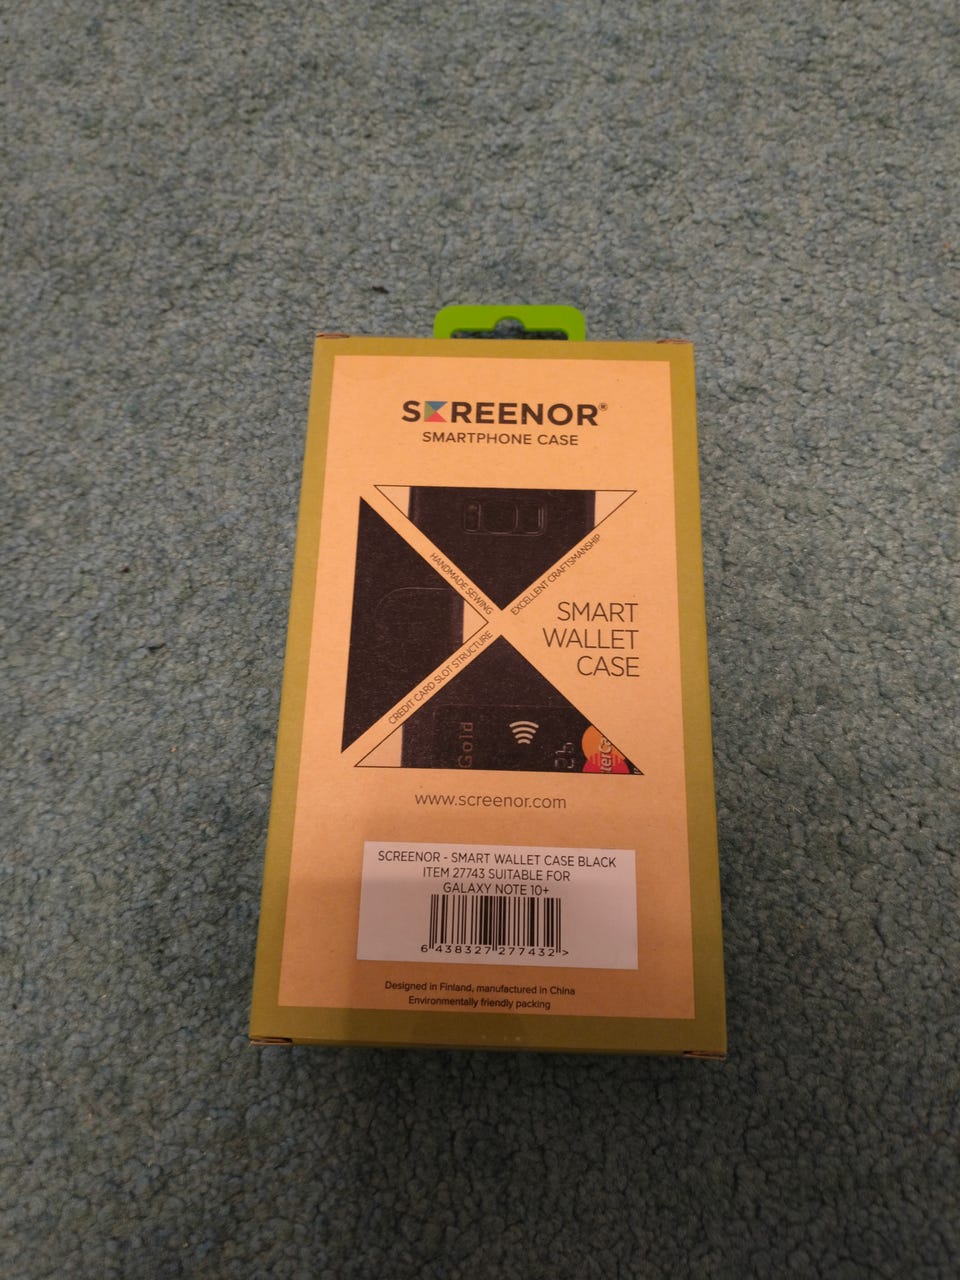 SCREENOR®
SMARTPHONE CASE
HANDMADE SEWING
EXCELLENT CRAFTSMANSHIP
CREDIT CARD SLOT STRUCTURE
SMART
WALLET
CASE
Gold
www.screenor.com
SCREENOR - SMART WALLET CASE BLACK
ITEM 27743 SUITABLE FOR
GALAXY NOTE 10+
6 438327 277432 >
Designed in Finland, manufactured in China
Environmentally friendly packing